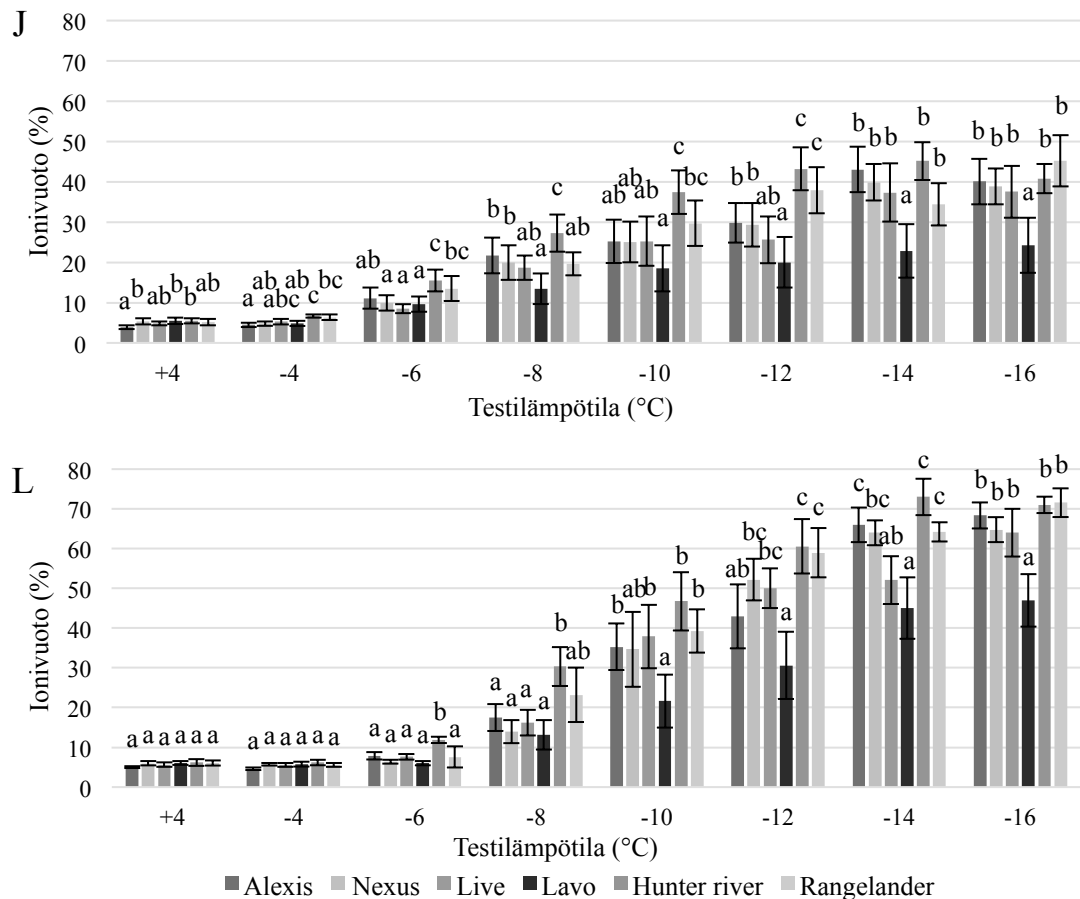 J
Ionivuoto (%)
80
70
60
50
40
30
20
10
0
a b ab b b ab
a ab abc ab c bc
ab a a a c bc
b b ab a c ab
ab ab ab a c bc
b b ab a c c
b b b a b b
b b b a b b
+4 -4 -6 -8 -10 -12 -14 -16
Testilämpötila (°C)
L
Ionivuoto (%)
80
70
60
50
40
30
20
10
0
a a a a a a
a a a a a a
a a a a b a
a a a a b ab
b ab b a b b
ab bc bc a c c
c bc ab a c c
b b b a b b
+4 -4 -6 -8 -10 -12 -14 -16
Testilämpötila (°C)
Alexis Nexus Live Lavo Hunter river Rangelander